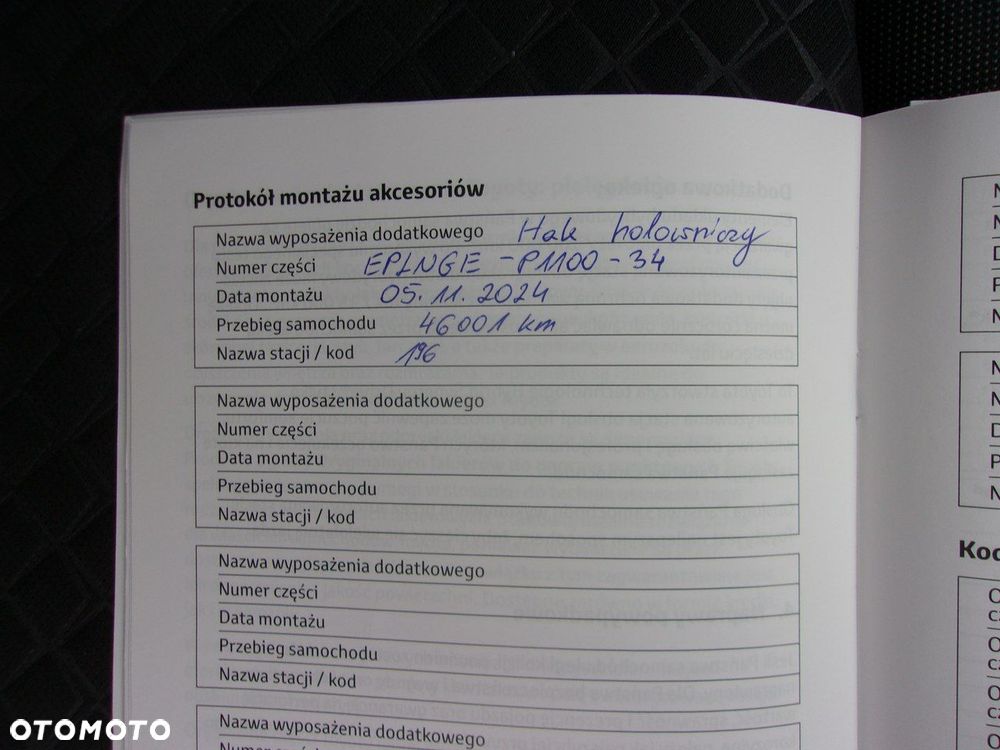 Protokół montażu akcesoriów
Nazwa wyposażenia dodatkowego Hak holowniczy
Numer części EPLNGE - P1100 - 34
Data montażu 05.11.2024
Przebieg samochodu 46001 km
Nazwa stacji / kod 196
Nazwa wyposażenia dodatkowego
Numer części
Data montażu
Przebieg samochodu
Nazwa stacji / kod
Nazwa wyposażenia dodatkowego
Numer części
Data montażu
Przebieg samochodu
Nazwa stacji / kod
Nazwa wyposażenia dodatkowego
OTOMOTO